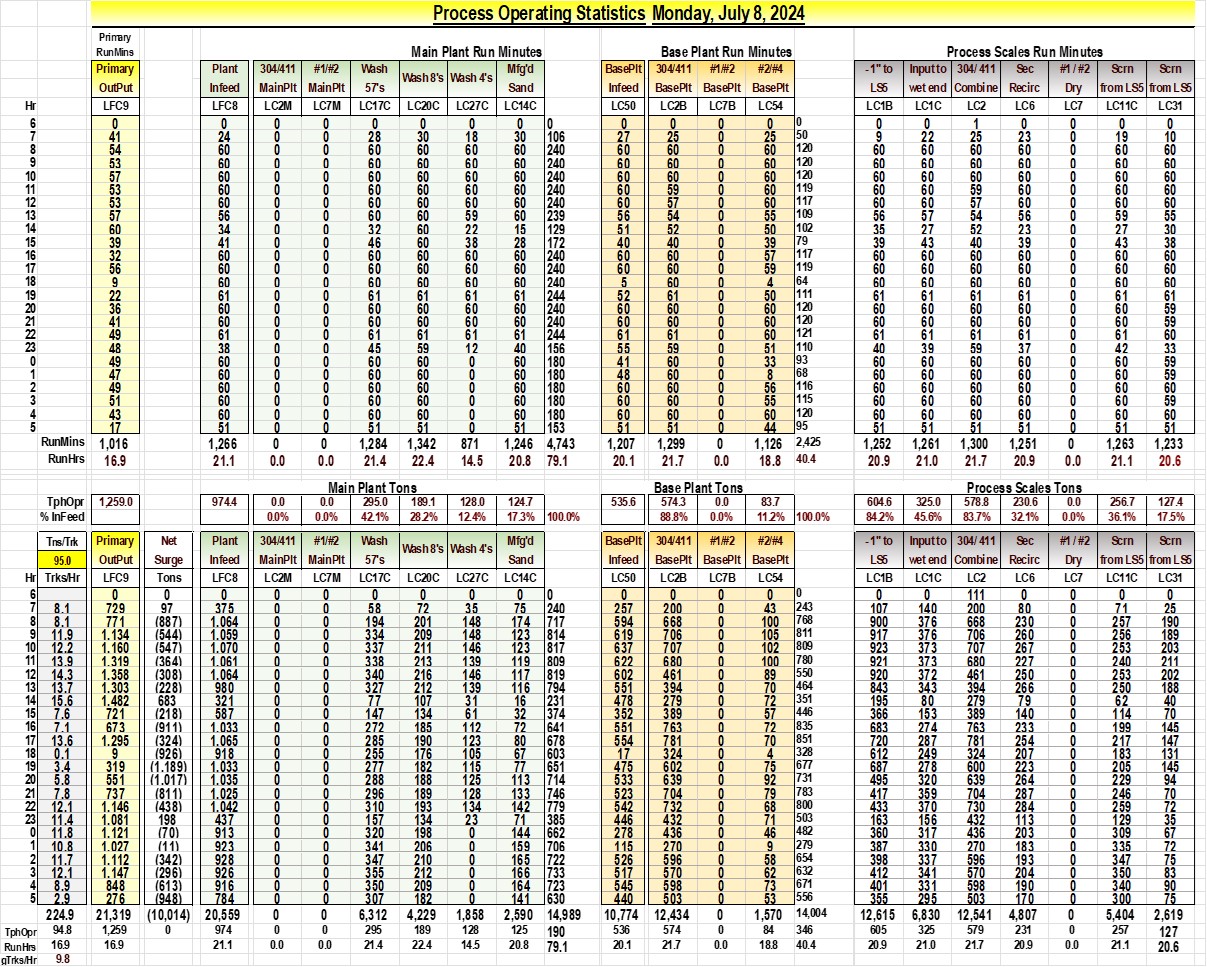 Process Operating Statistics Monday, July 8, 2024
Primary
RunMins Main Plant Run Minutes Base Plant Run Minutes Process Scales Run Minutes
Primary Plant 304/411 #1/#2 Wash Wash 8's Wash 4's Mfg'd BasePlt 304/411 #1/#2 #2/#4 -1" to Input to 304/ 411 Sec #1 / #2 Scrn Scrn
OutPut Infeed MainPlt MainPlt 57's Sand Infeed BasePlt BasePlt BasePlt LS5 wet end Combine Recirc Dry from LS5 from LS5
Hr LFC9 LFC8 LC2M LC7M LC17C LC20C LC27C LC14C LC50 LC2B LC7B LC54 LC1B LC1C LC2 LC6 LC7 LC11C LC31
6 0 0 0 0 0 0 0 0 0 0 0 0 0 0 0 0 1 0 0 0 0
7 41 24 0 0 28 30 18 30 106 27 25 0 25 50 9 22 25 23 0 19 10
8 54 60 0 0 60 60 60 60 240 60 60 0 60 120 60 60 60 60 0 60 60
9 53 60 0 0 60 60 60 60 240 60 60 0 60 120 60 60 60 60 0 60 60
10 57 60 0 0 60 60 60 60 240 60 60 0 60 120 60 60 60 60 0 60 60
11 53 60 0 0 60 60 60 60 240 60 59 0 60 119 60 60 59 60 0 60 60
12 53 60 0 0 60 60 60 60 240 60 57 0 60 117 60 60 57 60 0 60 60
13 57 56 0 0 60 60 59 60 239 56 54 0 55 109 56 57 54 56 0 59 55
14 60 34 0 0 32 60 22 15 129 51 52 0 50 102 35 27 52 23 0 27 30
15 39 41 0 0 46 60 38 28 172 40 40 0 39 79 39 43 40 39 0 43 38
16 32 60 0 0 60 60 60 60 240 60 60 0 57 117 60 60 60 60 0 60 60
17 56 60 0 0 60 60 60 60 240 60 60 0 59 119 60 60 60 60 0 60 60
18 9 60 0 0 60 60 60 60 240 5 60 0 4 64 60 60 60 60 0 60 60
19 22 61 0 0 61 61 61 61 244 52 61 0 50 111 61 61 61 61 0 61 61
20 36 60 0 0 60 60 60 60 240 60 60 0 60 120 60 60 60 60 0 60 59
21 41 60 0 0 60 60 60 60 240 60 60 0 60 120 60 60 60 60 0 60 59
22 49 61 0 0 61 61 61 61 244 60 61 0 60 121 61 61 61 61 0 61 60
23 48 38 0 0 45 59 12 40 156 55 59 0 51 110 40 39 59 37 0 42 33
0 49 60 0 0 60 60 0 60 180 41 60 0 33 93 60 60 60 60 0 60 59
1 47 60 0 0 60 60 0 60 180 48 60 0 8 68 60 60 60 60 0 60 59
2 49 60 0 0 60 60 0 60 180 60 60 0 56 116 60 60 60 60 0 60 60
3 51 60 0 0 60 60 0 60 180 60 60 0 55 115 60 60 60 60 0 60 59
4 43 60 0 0 60 60 0 60 180 60 60 0 60 120 60 60 60 60 0 60 60
5 17 51 0 0 51 51 0 51 153 51 51 0 44 95 51 51 51 51 0 51 51
RunMins 1,016 1,266 0 0 1,284 1,342 871 1,246 4,743 1,207 1,299 0 1,126 2,425 1,252 1,261 1,300 1,251 0 1,263 1,233
RunHrs 16.9 21.1 0.0 0.0 21.4 22.4 14.5 20.8 79.1 20.1 21.7 0.0 18.8 40.4 20.9 21.0 21.7 20.9 0.0 21.1 20.6
Main Plant Tons Base Plant Tons Process Scales Tons
TphOpr 1,259.0 974.4 0.0 0.0 295.0 189.1 128.0 124.7 535.6 574.3 0.0 83.7 604.6 325.0 578.8 230.6 0.0 256.7 127.4
% InFeed 0.0% 0.0% 42.1% 28.2% 12.4% 17.3% 100.0% 88.8% 0.0% 11.2% 100.0% 84.2% 45.6% 83.7% 32.1% 0.0% 36.1% 17.5%
Tns/Trk Primary Net Plant 304/411 #1/#2 Wash Wash 8's Wash 4's Mfg'd BasePlt 304/411 #1/#2 #2/#4 -1" to Input to 304/ 411 Sec #1 / #2 Scrn Scrn
95.0 OutPut Surge Infeed MainPlt MainPlt 57's Sand Infeed BasePlt BasePlt BasePlt LS5 wet end Combine Recirc Dry from LS5 from LS5
Hr Trks/Hr LFC9 Tons LFC8 LC2M LC7M LC17C LC20C LC27C LC14C LC50 LC2B LC7B LC54 LC1B LC1C LC2 LC6 LC7 LC11C LC31
6 0 0 0 0 0 0 0 0 0 0 0 0 0 0 0 0 111 0 0 0 0
7 8.1 729 97 375 0 0 58 72 35 75 240 257 200 0 43 243 107 140 200 80 0 71 25
8 8.1 771 (887) 1.064 0 0 194 201 148 174 717 594 668 0 100 768 900 376 668 230 0 257 190
9 11.9 1.134 (544) 1.059 0 0 334 209 148 123 814 619 706 0 105 811 917 376 706 260 0 256 189
10 12.2 1.160 (547) 1.070 0 0 337 211 146 123 817 637 707 0 102 809 923 373 707 267 0 253 203
11 13.9 1.319 (364) 1.061 0 0 338 213 139 119 809 622 680 0 100 780 921 373 680 227 0 240 211
12 14.3 1.358 (308) 1.064 0 0 340 216 146 117 819 602 461 0 89 550 920 372 461 250 0 253 202
13 13.7 1.303 (228) 980 0 0 327 212 139 116 794 551 394 0 70 464 843 343 394 266 0 250 188
14 15.6 1.482 683 321 0 0 77 107 31 16 231 478 279 0 72 351 195 80 279 79 0 62 40
15 7.6 721 (218) 587 0 0 147 134 61 32 374 352 389 0 57 446 366 153 389 140 0 114 70
16 7.1 673 (911) 1.033 0 0 272 185 112 72 641 551 763 0 72 835 683 274 763 233 0 199 145
17 13.6 1.295 (324) 1.065 0 0 285 190 123 80 678 554 781 0 70 851 720 287 781 254 0 217 147
18 0.1 9 (926) 918 0 0 255 176 105 67 603 17 324 0 4 328 612 249 324 207 0 183 131
19 3.4 319 (1.189) 1.033 0 0 277 182 115 77 651 475 602 0 75 677 687 278 600 223 0 205 145
20 5.8 551 (1.017) 1.035 0 0 288 188 125 113 714 533 639 0 92 731 495 320 639 264 0 229 94
21 7.8 737 (811) 1.025 0 0 296 189 128 133 746 523 704 0 79 783 417 359 704 287 0 246 70
22 12.1 1.146 (438) 1.042 0 0 310 193 134 142 779 542 732 0 68 800 433 370 730 284 0 259 72
23 11.4 1.081 198 437 0 0 157 134 23 71 385 446 432 0 71 503 163 156 432 113 0 129 35
0 11.8 1.121 (70) 913 0 0 320 198 0 144 662 278 436 0 46 482 360 317 436 203 0 309 67
1 10.8 1.027 (11) 923 0 0 341 206 0 159 706 115 270 0 9 279 387 330 270 183 0 335 72
2 11.7 1.112 (342) 928 0 0 347 210 0 165 722 526 596 0 58 654 398 337 596 193 0 347 75
3 12.1 1.147 (296) 926 0 0 355 212 0 166 733 517 570 0 62 632 412 341 570 204 0 350 83
4 8.9 848 (613) 916 0 0 350 209 0 164 723 545 598 0 73 671 401 331 598 190 0 340 90
5 2.9 276 (948) 784 0 0 307 182 0 141 630 440 503 0 53 556 355 295 503 170 0 300 75
224.9 21,319 (10,014) 20,559 0 0 6,312 4,229 1,858 2,590 14,989 10,774 12,434 0 1,570 14,004 12,615 6,830 12,541 4,807 0 5,404 2,619
TphOpr 94.8 1,259 0 974 0 0 295 189 128 125 190 536 574 0 84 346 605 325 579 231 0 257 127
RunHrs 16.9 16.9 21.1 0.0 0.0 21.4 22.4 14.5 20.8 79.1 20.1 21.7 0.0 18.8 40.4 20.9 21.0 21.7 20.9 0.0 21.1 20.6
gTrks/Hr 9.8